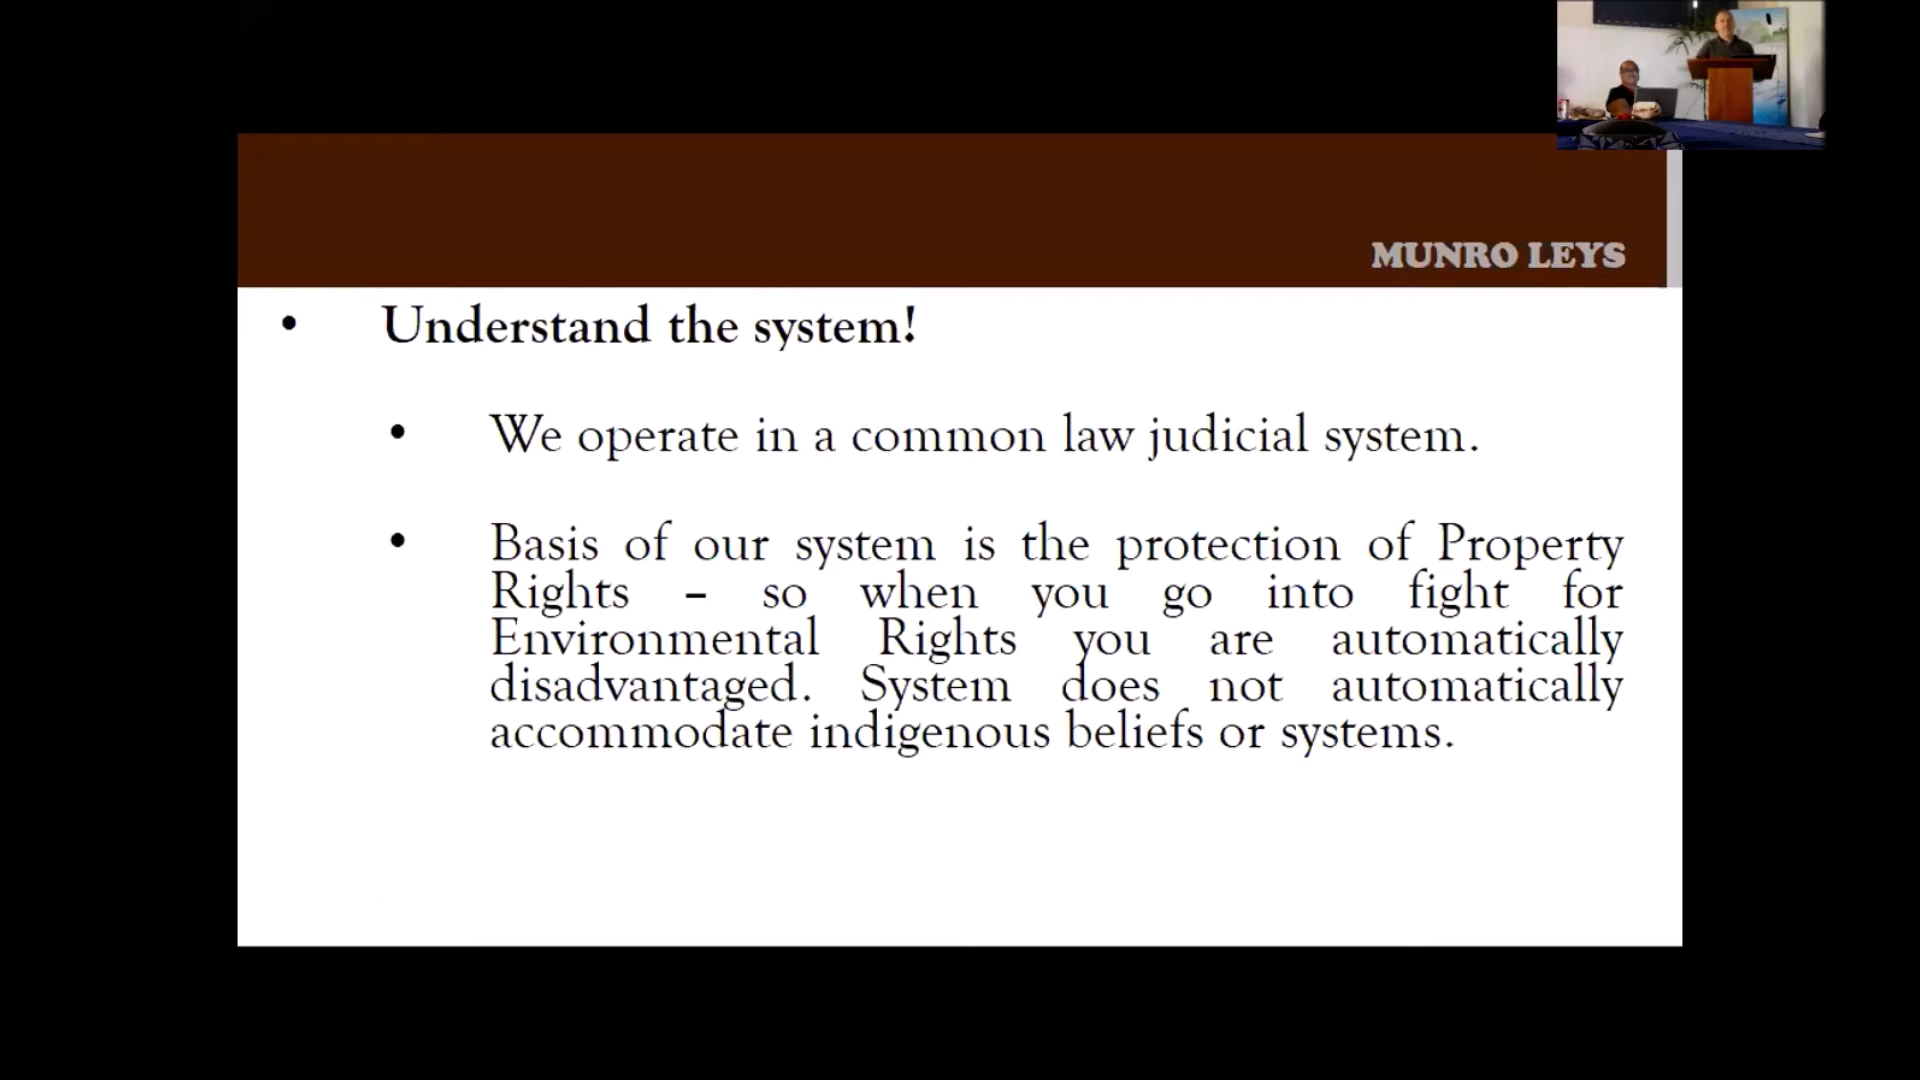 MUNRO LEYS
• Understand the system!
• We operate in a common law judicial system.
• Basis of our system is the protection of Property
Rights – so when you go into fight for
Environmental Rights you are automatically
disadvantaged. System does not automatically
accommodate indigenous beliefs or systems.